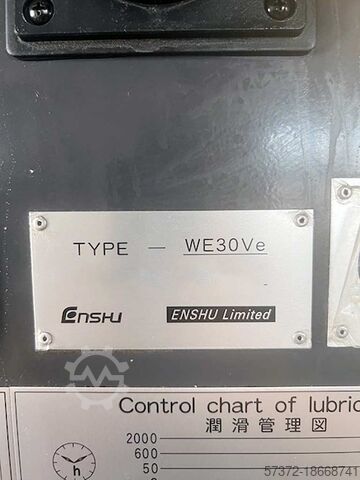 TYPE — WE30Ve
Enshu ENSHU Limited
Control chart of lubric
潤滑管理図
2000
600
50
h 0
57372-18668741